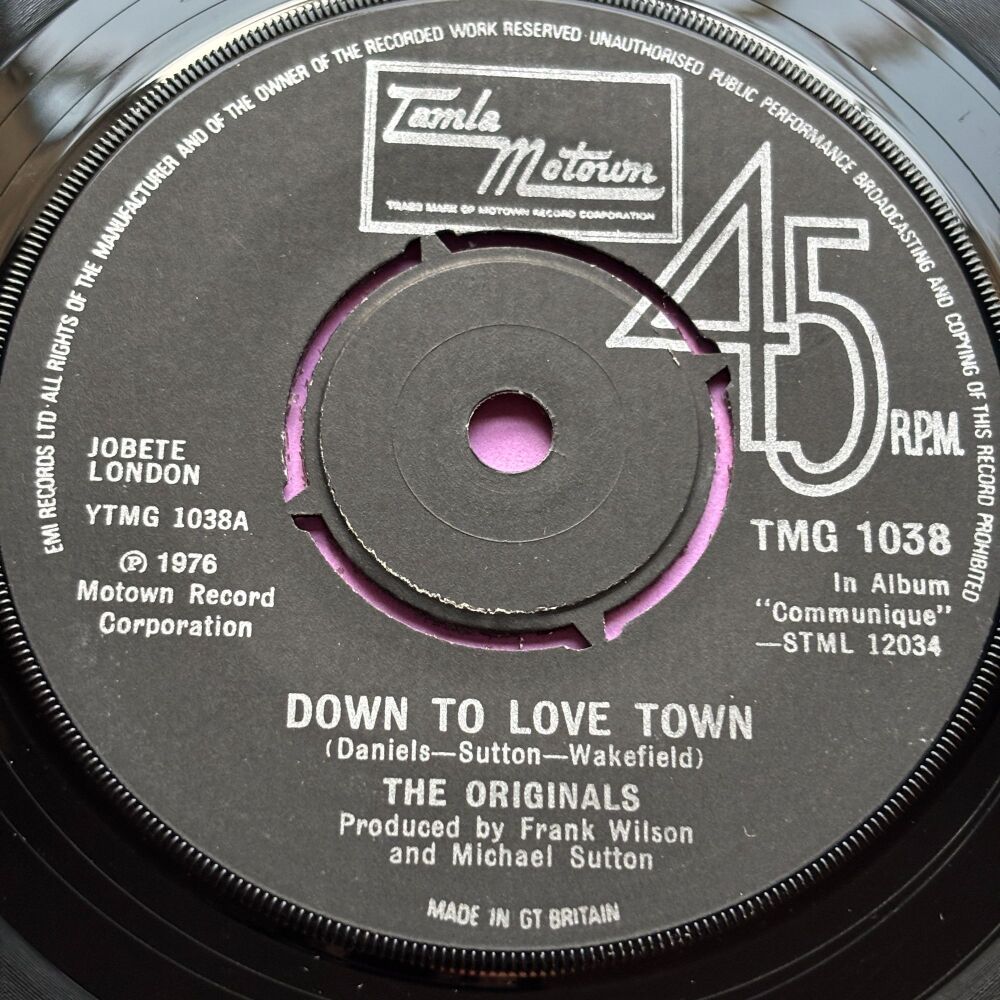 EMI RECORDS LTD · ALL RIGHTS OF THE MANUFACTURER AND OF THE OWNER OF THE RECORDED WORK RESERVED · UNAUTHORISED PUBLIC PERFORMANCE BROADCASTING AND COPYING OF THIS RECORD PROHIBITED
Tamla
Motown
TRADE MARK OF MOTOWN RECORD CORPORATION
45
R.P.M.
JOBETE
LONDON
YTMG 1038A
Ⓟ 1976
Motown Record
Corporation
TMG 1038
In Album
“Communique”
—STML 12034
DOWN TO LOVE TOWN
(Daniels—Sutton—Wakefield)
THE ORIGINALS
Produced by Frank Wilson
and Michael Sutton
MADE IN GT BRITAIN